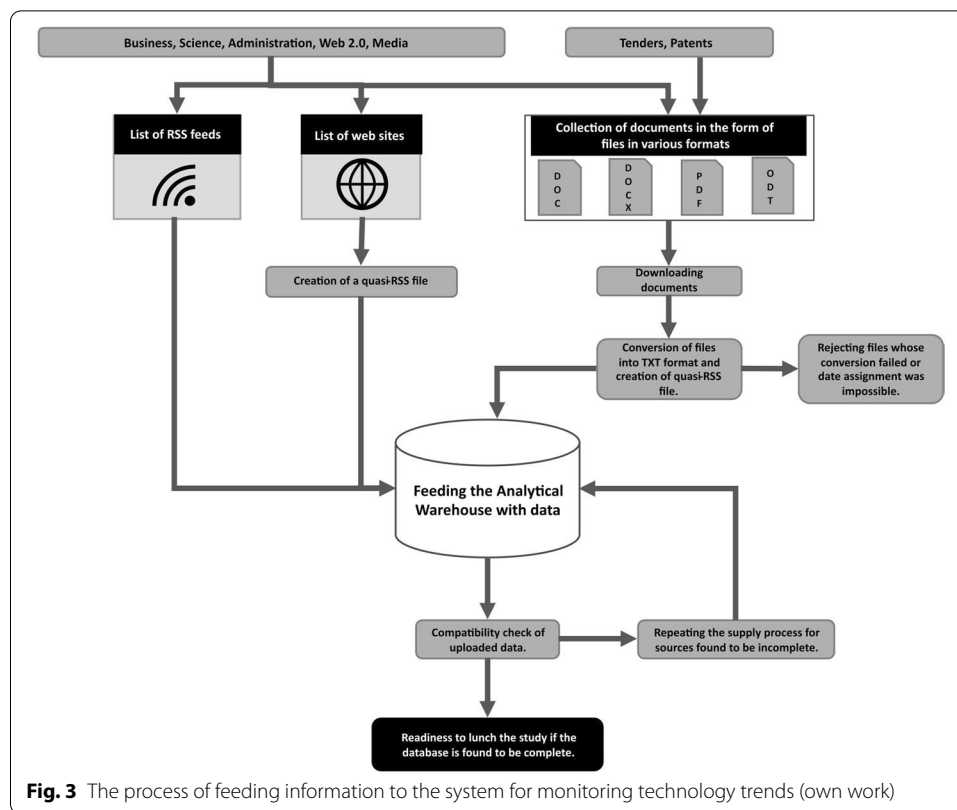 Business, Science, Administration, Web 2.0, Media
Tenders, Patents
List of RSS feeds
List of web sites
Collection of documents in the form of
files in various formats
DOC
DOCX
PDF
ODT
Creation of a quasi-RSS file
Downloading
documents
Conversion of files
into TXT format and
creation of quasi-RSS
file.
Rejecting files whose
conversion failed or
date assignment was
impossible.
Feeding the Analytical
Warehouse with data
Compatibility check of
uploaded data.
Repeating the supply process for
sources found to be incomplete.
Readiness to lunch the study if the
database is found to be complete.
Fig. 3 The process of feeding information to the system for monitoring technology trends (own work)